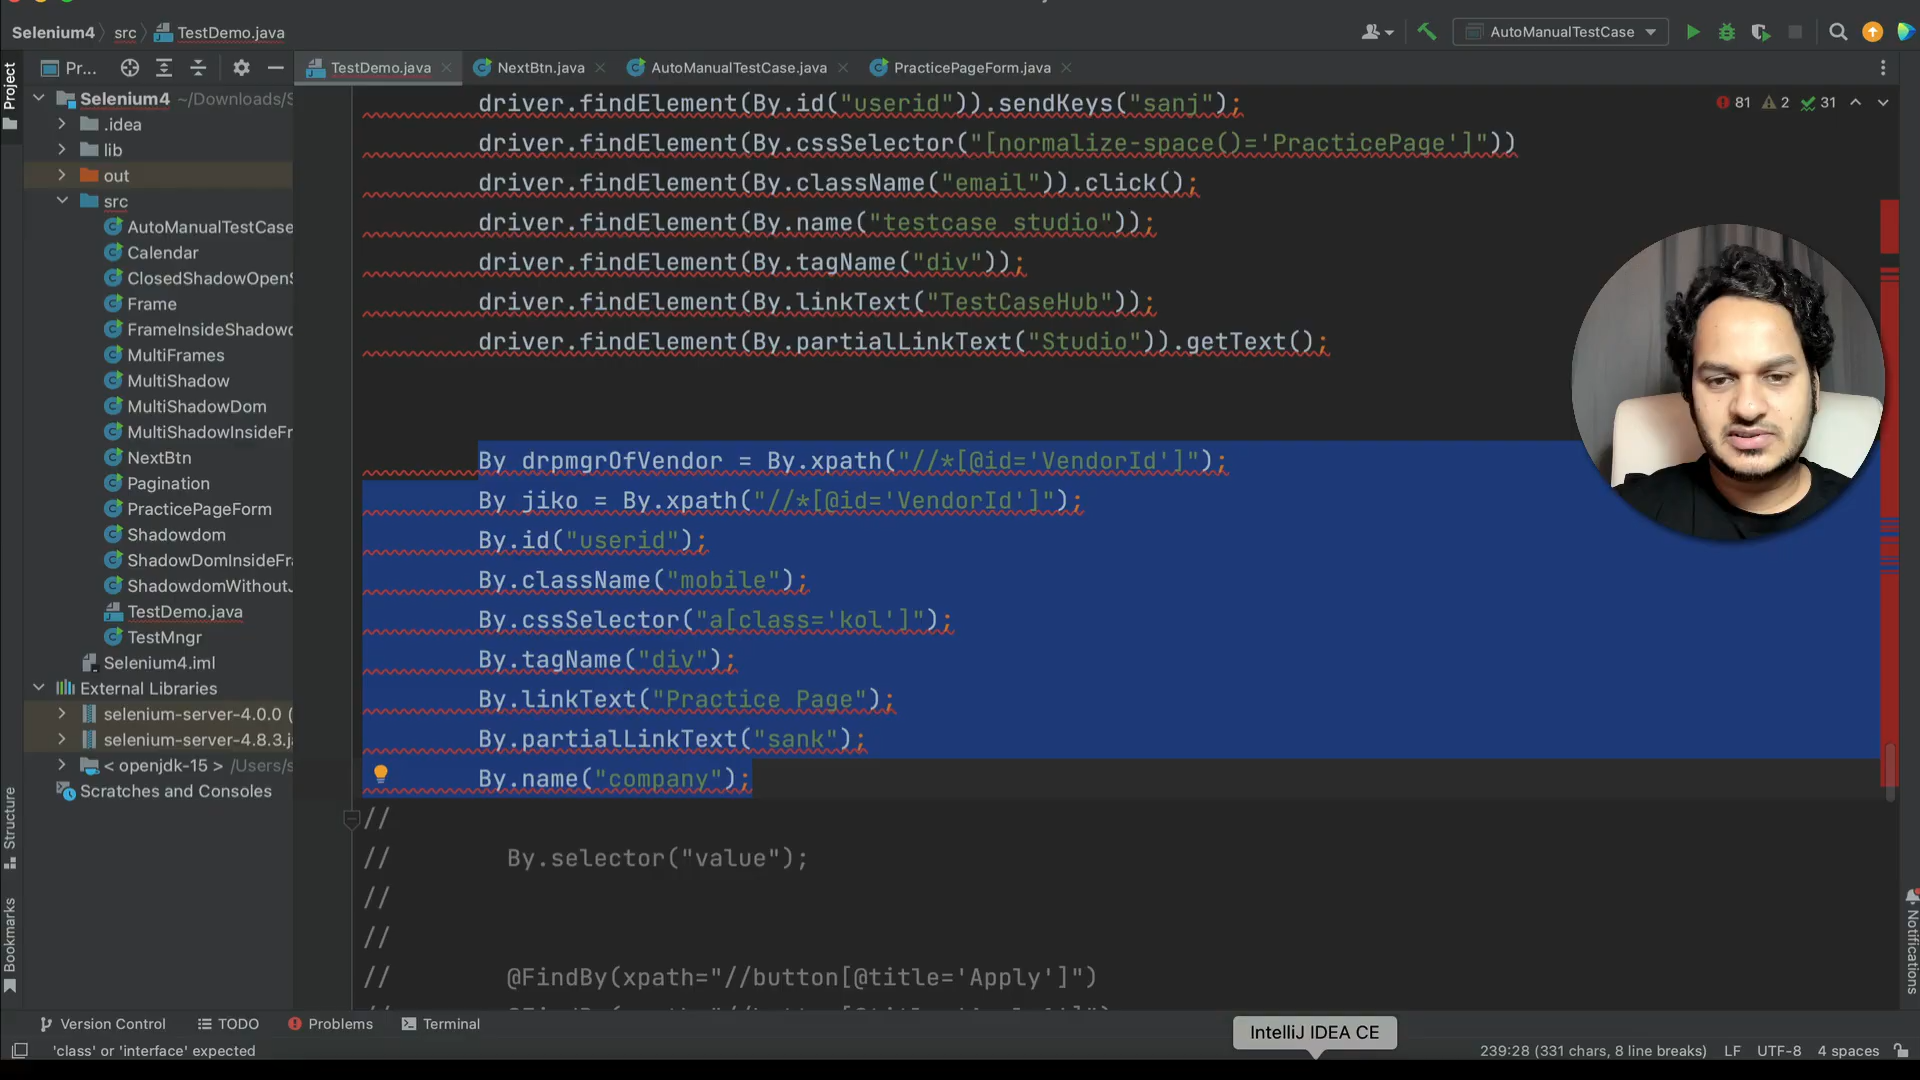 Selenium4 src TestDemo.java
AutoManualTestCase
Project
Pr...
TestDemo.java NextBtn.java AutoManualTestCase.java PracticePageForm.java
Selenium4 ~/Downloads/S
.idea
lib
out
src
AutoManualTestCase
Calendar
ClosedShadowOpenS
Frame
FrameInsideShadowd
MultiFrames
MultiShadow
MultiShadowDom
MultiShadowInsideFr
NextBtn
Pagination
PracticePageForm
Shadowdom
ShadowDomInsideFra
ShadowdomWithoutJ
TestDemo.java
TestMngr
Selenium4.iml
External Libraries
selenium-server-4.0.0 (
selenium-server-4.8.3.ja
< openjdk-15 > /Users/s
Scratches and Consoles
81 2 31
driver.findElement(By.id("userid")).sendKeys("sanj");
driver.findElement(By.cssSelector("[normalize-space()='PracticePage']"))
driver.findElement(By.className("email")).click();
driver.findElement(By.name("testcase studio"));
driver.findElement(By.tagName("div"));
driver.findElement(By.linkText("TestCaseHub"));
driver.findElement(By.partialLinkText("Studio")).getText();
By drpmgrOfVendor = By.xpath("//*[@id='VendorId']");
By jiko = By.xpath("//*[@id='VendorId']");
By.id("userid");
By.className("mobile");
By.cssSelector("a[class='kol']");
By.tagName("div");
By.linkText("Practice Page");
By.partialLinkText("sank");
By.name("company");
//
// By.selector("value");
//
//
// @FindBy(xpath="//button[@title='Apply']")
Structure
Bookmarks
Notifications
Version Control TODO Problems Terminal
IntelliJ IDEA CE
'class' or 'interface' expected
239:28 (331 chars, 8 line breaks) LF UTF-8 4 spaces